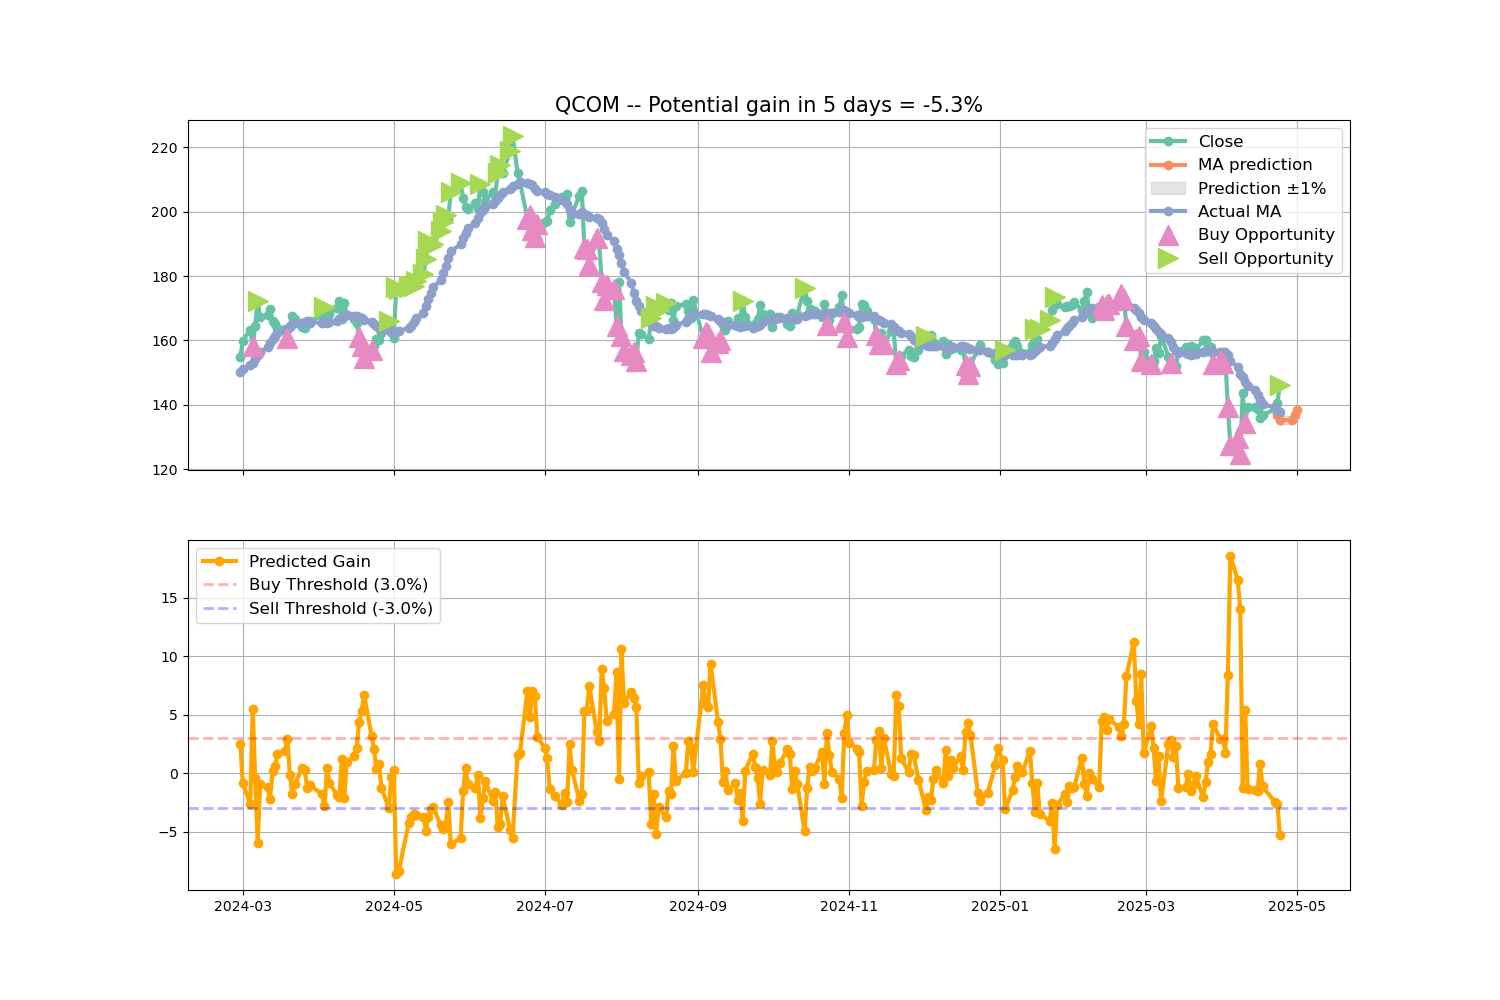 QCOM -- Potential gain in 5 days = -5.3%
220
200
180
160
140
120
Close
MA prediction
Prediction ±1%
Actual MA
Buy Opportunity
Sell Opportunity
Predicted Gain
Buy Threshold (3.0%)
Sell Threshold (-3.0%)
15
10
5
0
−5
2024-03 2024-05 2024-07 2024-09 2024-11 2025-01 2025-03 2025-05